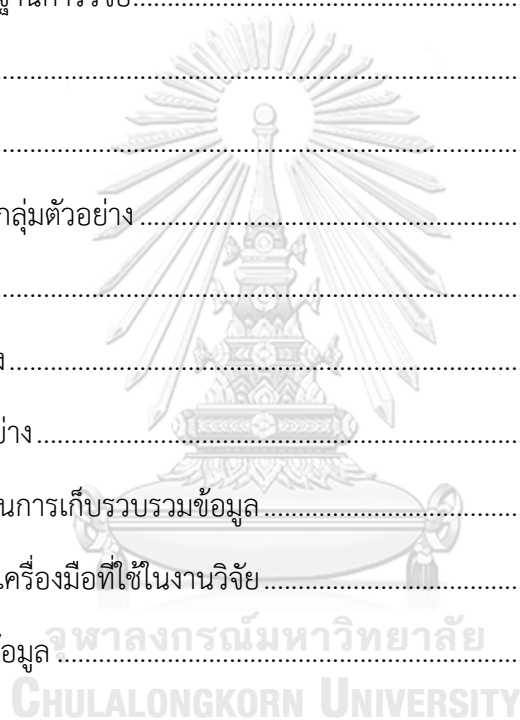 ฐานการวิจัย................................................
................................................
................................................
กลุ่มตัวอย่าง................................................
................................................
ง................................................
ย่าง................................................
นการเก็บรวบรวมข้อมูล................................................
เครื่องมือที่ใช้ในงานวิจัย................................................
ข้อมูล................................................
จุฬาลงกรณ์มหาวิทยาลัย
CHULALONGKORN UNIVERSITY